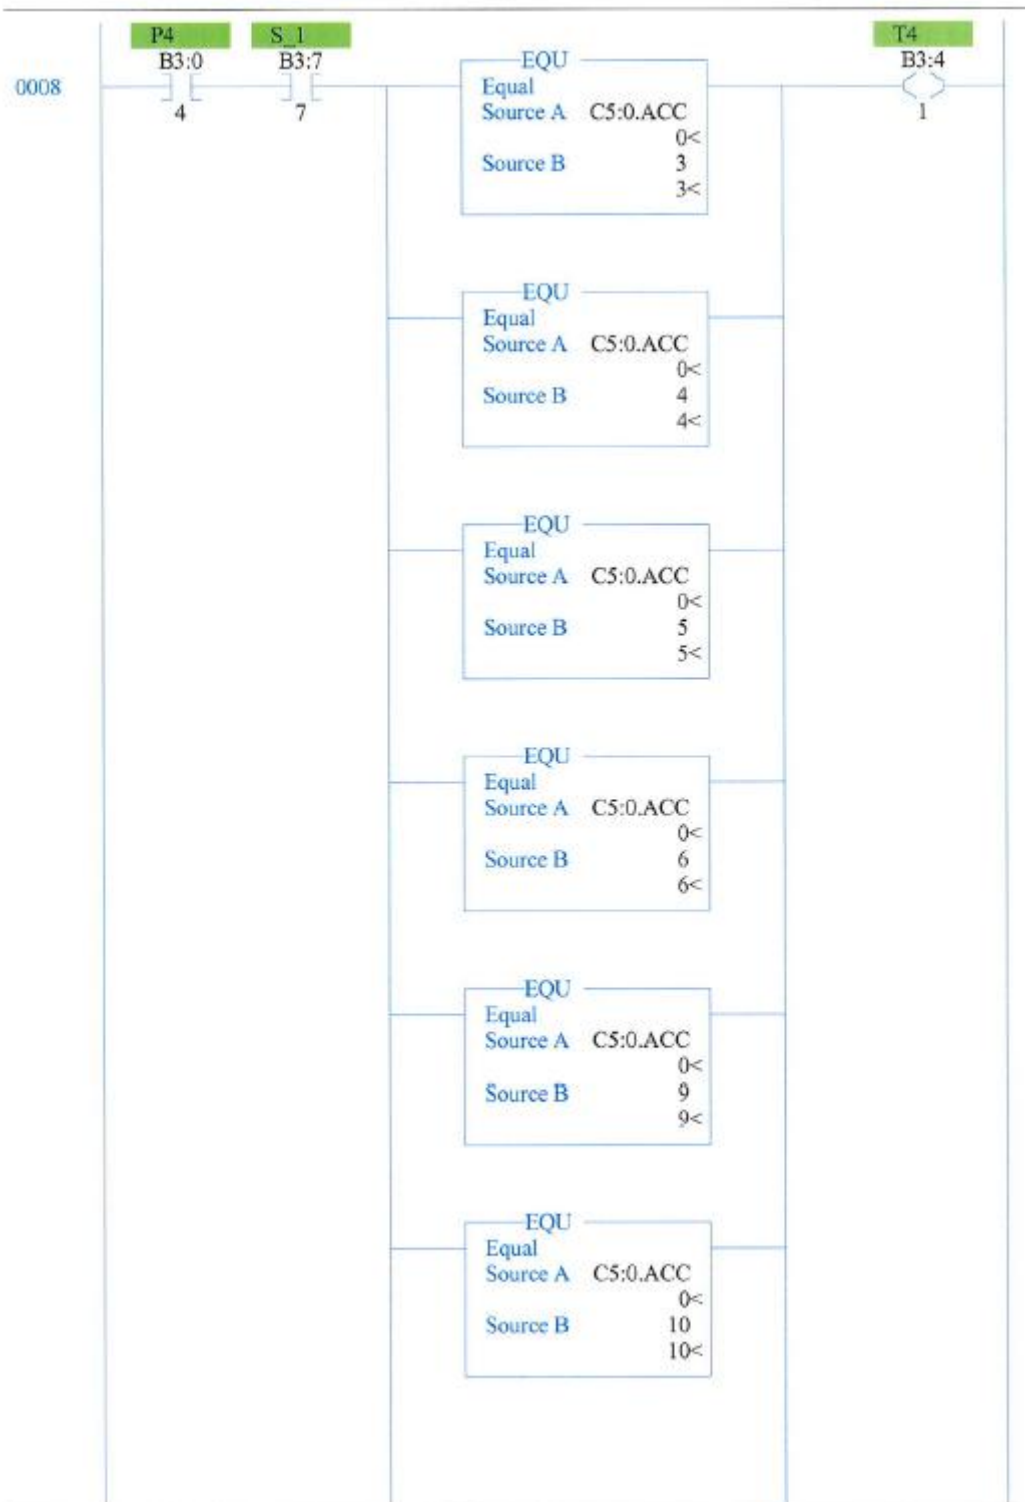 P4 S_1 T4
B3:0 B3:7 EQU B3:4
0008 Equal
4 7 Source A C5:0.ACC 1
0<
Source B 3
3<
EQU
Equal
Source A C5:0.ACC
0<
Source B 4
4<
EQU
Equal
Source A C5:0.ACC
0<
Source B 5
5<
EQU
Equal
Source A C5:0.ACC
0<
Source B 6
6<
EQU
Equal
Source A C5:0.ACC
0<
Source B 9
9<
EQU
Equal
Source A C5:0.ACC
0<
Source B 10
10<